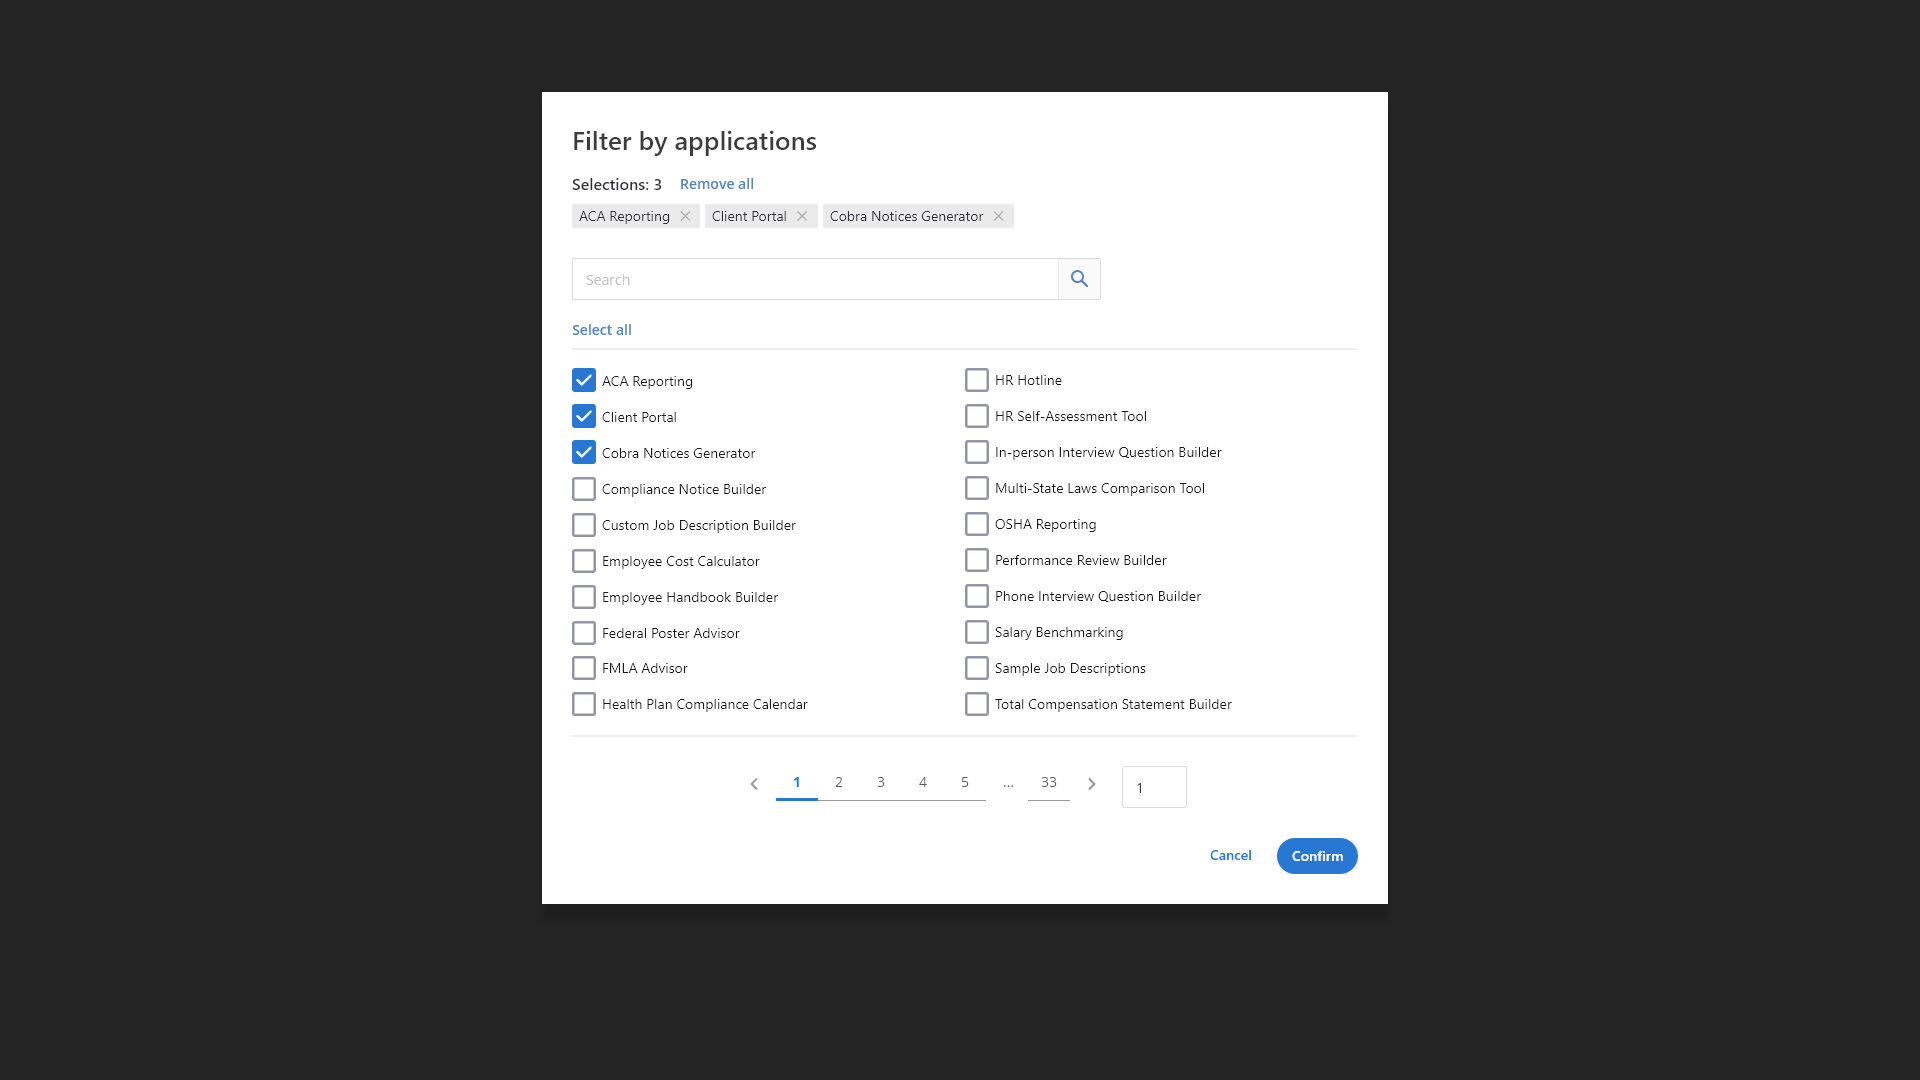 Filter by applications
Selections: 3 Remove all
ACA Reporting Client Portal Cobra Notices Generator
Search
Select all
ACA Reporting
Client Portal
Cobra Notices Generator
Compliance Notice Builder
Custom Job Description Builder
Employee Cost Calculator
Employee Handbook Builder
Federal Poster Advisor
FMLA Advisor
Health Plan Compliance Calendar
HR Hotline
HR Self-Assessment Tool
In-person Interview Question Builder
Multi-State Laws Comparison Tool
OSHA Reporting
Performance Review Builder
Phone Interview Question Builder
Salary Benchmarking
Sample Job Descriptions
Total Compensation Statement Builder
1 2 3 4 5 ... 33 1
Cancel Confirm